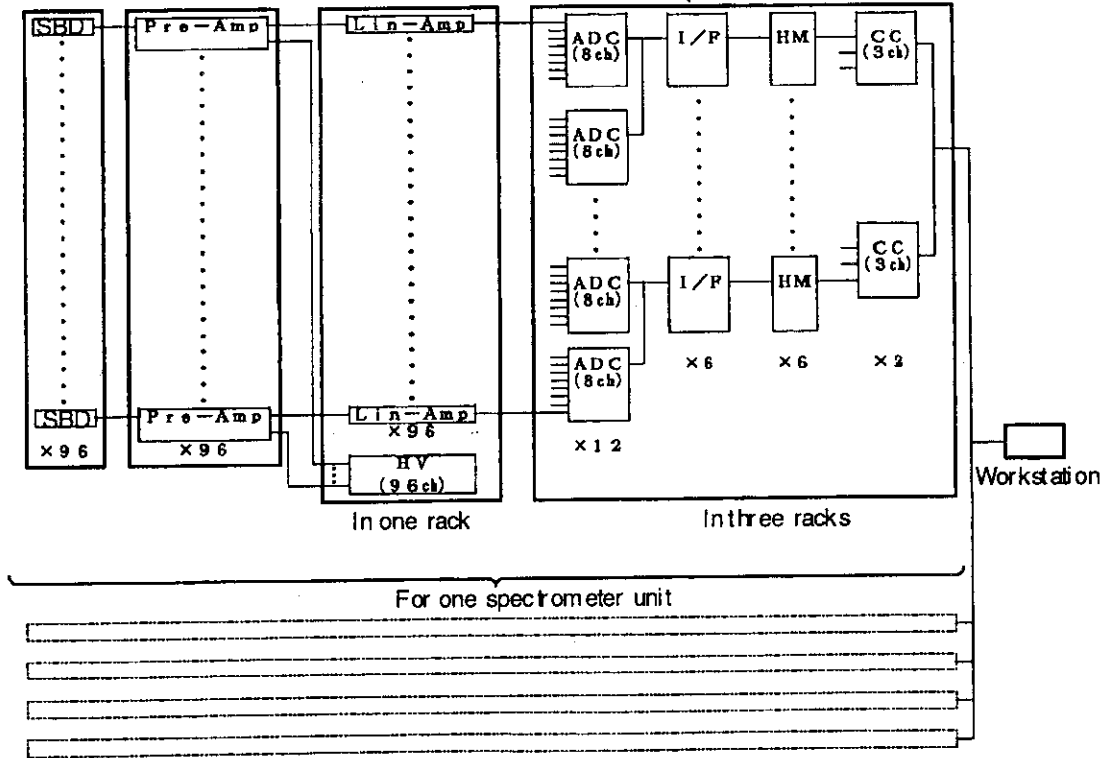 SBD
Pre-Amp
Lin-Amp
ADC
(8ch)
I/F
HM
CC
(3ch)
ADC
(8ch)
ADC
(8ch)
I/F
HM
CC
(3ch)
×6
×6
×2
ADC
(8ch)
SBD
Pre-Amp
Lin-Amp
×96
×96
×96
×12
HV
(96ch)
Workstation
In one rack
In three racks
For one spectrometer unit